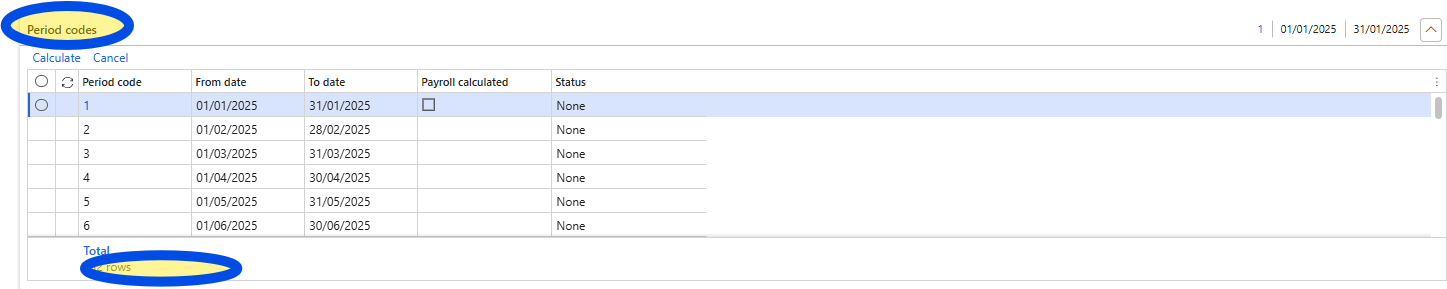 Period codes 1 01/01/2025 31/01/2025
Calculate Cancel
Period code From date To date Payroll calculated Status
1 01/01/2025 31/01/2025 None
2 01/02/2025 28/02/2025 None
3 01/03/2025 31/03/2025 None
4 01/04/2025 30/04/2025 None
5 01/05/2025 31/05/2025 None
6 01/06/2025 30/06/2025 None
Total
rows